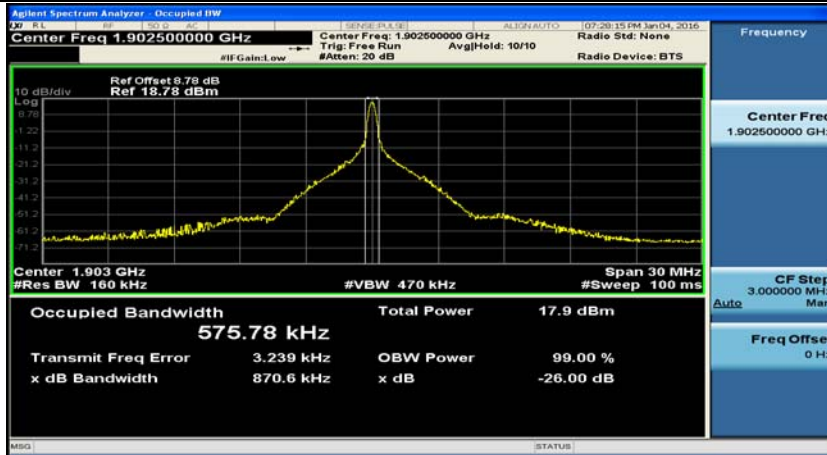 Agilent Spectrum Analyzer - Occupied BW
LXI RL RF 50 Ω AC SENSE:PULSE ALIGN AUTO 07:28:15 PM Jan 04, 2016
Center Freq 1.902500000 GHz
Center Freq: 1.902500000 GHz
Radio Std: None
Trig: Free Run Avg|Hold: 10/10
#IFGain:Low
#Atten: 20 dB
Radio Device: BTS
Ref Offset 8.78 dB
10 dB/div Ref 18.78 dBm
Log
8.78
-1.22
-11.2
-21.2
-31.2
-41.2
-51.2
-61.2
-71.2
Center 1.903 GHz
Span 30 MHz
#Res BW 160 kHz
#VBW 470 kHz
#Sweep 100 ms
Occupied Bandwidth
Total Power 17.9 dBm
575.78 kHz
Transmit Freq Error 3.239 kHz
OBW Power 99.00 %
x dB Bandwidth 870.6 kHz
x dB -26.00 dB
MSG
STATUS
Frequency
Center Freq
1.902500000 GHz
CF Step
3.000000 MHz
Auto Man
Freq Offse
0 Hz